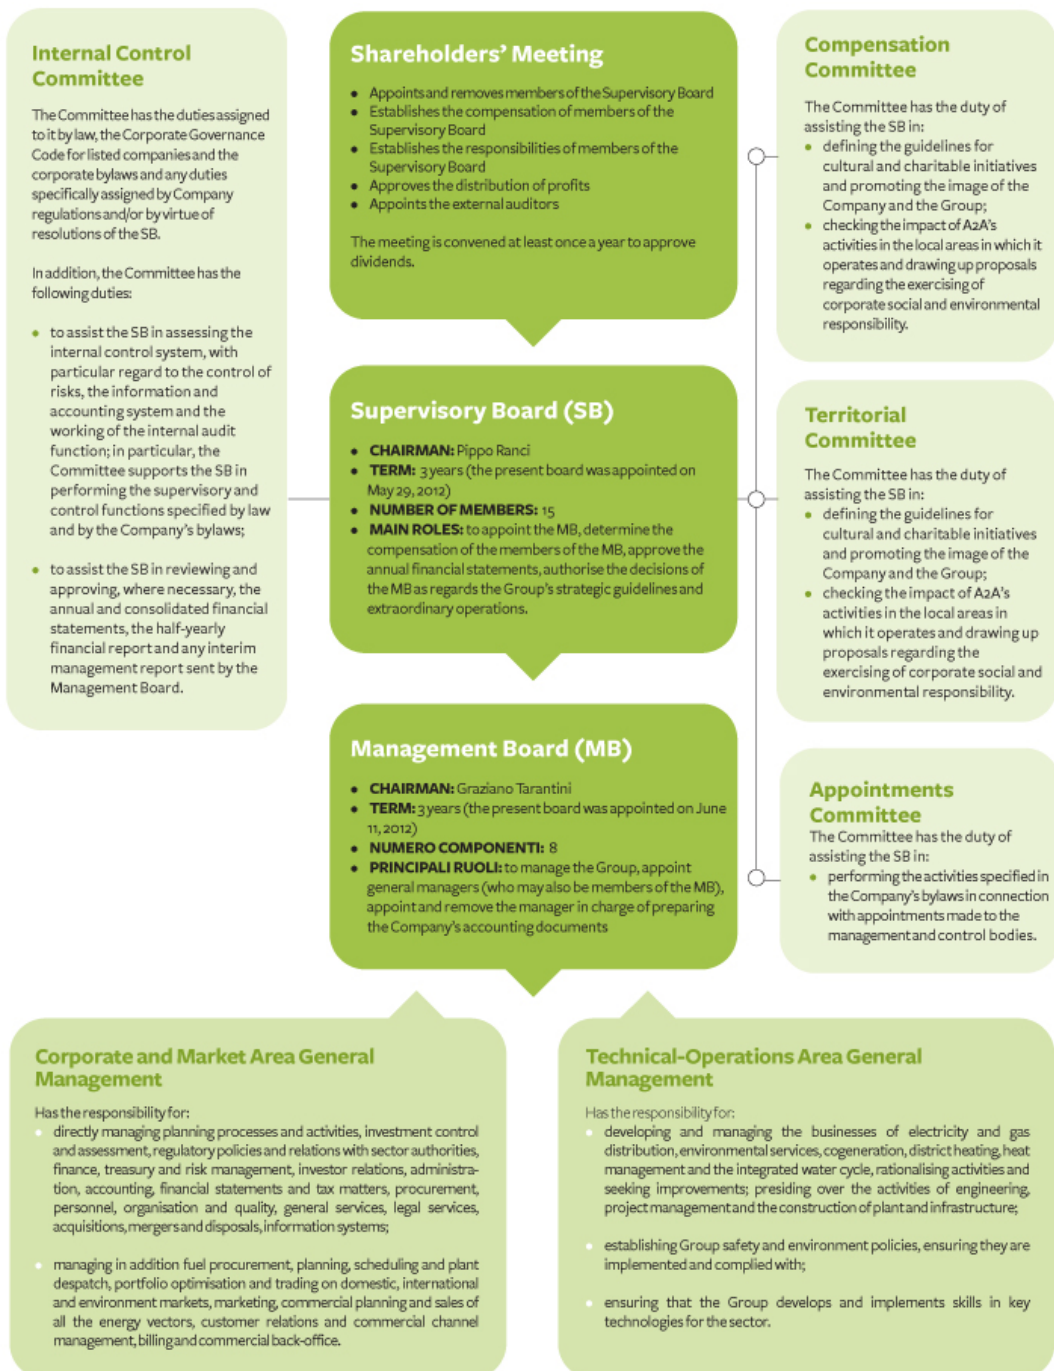 Internal Control
Committee
The Committee has the duties assigned
to it by law, the Corporate Governance
Code for listed companies and the
corporate bylaws and any duties
specifically assigned by Company
regulations and/or by virtue of
resolutions of the SB.
In addition, the Committee has the
following duties:
• to assist the SB in assessing the
internal control system, with
particular regard to the control of
risks, the information and
accounting system and the
working of the internal audit
function; in particular, the
Committee supports the SB in
performing the supervisory and
control functions specified by law
and by the Company's bylaws;
• to assist the SB in reviewing and
approving, where necessary, the
annual and consolidated financial
statements, the half-yearly
financial report and any interim
management report sent by the
Management Board.
Shareholders' Meeting
• Appoints and removes members of the Supervisory Board
• Establishes the compensation of members of the
Supervisory Board
• Establishes the responsibilities of members of the
Supervisory Board
• Approves the distribution of profits
• Appoints the external auditors
The meeting is convened at least once a year to approve
dividends.
Supervisory Board (SB)
• CHAIRMAN: Pippo Ranci
• TERM: 3 years (the present board was appointed on
May 29, 2012)
• NUMBER OF MEMBERS: 15
• MAIN ROLES: to appoint the MB, determine the
compensation of the members of the MB, approve the
annual financial statements, authorise the decisions of
the MB as regards the Group's strategic guidelines and
extraordinary operations.
Management Board (MB)
• CHAIRMAN: Graziano Tarantini
• TERM: 3 years (the present board was appointed on June
11, 2012)
• NUMERO COMPONENTI: 8
• PRINCIPALI RUOLI: to manage the Group, appoint
general managers (who may also be members of the MB),
appoint and remove the manager in charge of preparing
the Company's accounting documents
Compensation
Committee
The Committee has the duty of
assisting the SB in:
• defining the guidelines for
cultural and charitable initiatives
and promoting the image of the
Company and the Group;
• checking the impact of A2A's
activities in the local areas in which it
operates and drawing up proposals
regarding the exercising of
corporate social and environmental
responsibility.
Territorial
Committee
The Committee has the duty of
assisting the SB in:
• defining the guidelines for
cultural and charitable initiatives
and promoting the image of the
Company and the Group;
• checking the impact of A2A's
activities in the local areas in
which it operates and drawing up
proposals regarding the
exercising of corporate social and
environmental responsibility.
Appointments
Committee
The Committee has the duty of
assisting the SB in:
• performing the activities specified in
the Company's bylaws in connection
with appointments made to the
management and control bodies.
Corporate and Market Area General
Management
Has the responsibility for:
• directly managing planning processes and activities, investment control
and assessment, regulatory policies and relations with sector authorities,
finance, treasury and risk management, investor relations, administra-
tion, accounting, financial statements and tax matters, procurement,
personnel, organisation and quality, general services, legal services,
acquisitions, mergers and disposals, information systems;
• managing in addition fuel procurement, planning, scheduling and plant
despatch, portfolio optimisation and trading on domestic, international
and environment markets, marketing, commercial planning and sales of
all the energy vectors, customer relations and commercial channel
management, billing and commercial back-office.
Technical-Operations Area General
Management
Has the responsibility for:
• developing and managing the businesses of electricity and gas
distribution, environmental services, cogeneration, district heating, heat
management and the integrated water cycle, rationalising activities and
seeking improvements; presiding over the activities of engineering,
project management and the construction of plant and infrastructure;
• establishing Group safety and environment policies, ensuring they are
implemented and complied with;
• ensuring that the Group develops and implements skills in key
technologies for the sector.